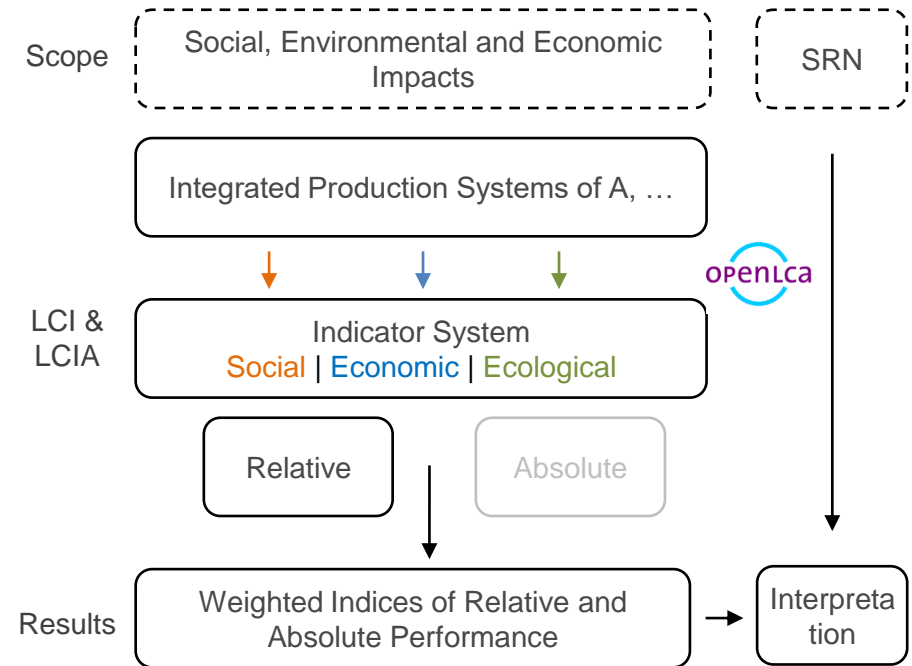 Scope
Social, Environmental and Economic
Impacts
SRN
Integrated Production Systems of A, …
openLca
LCI &
LCIA
Indicator System
Social | Economic | Ecological
Relative
Absolute
Results
Weighted Indices of Relative and
Absolute Performance
Interpreta
tion